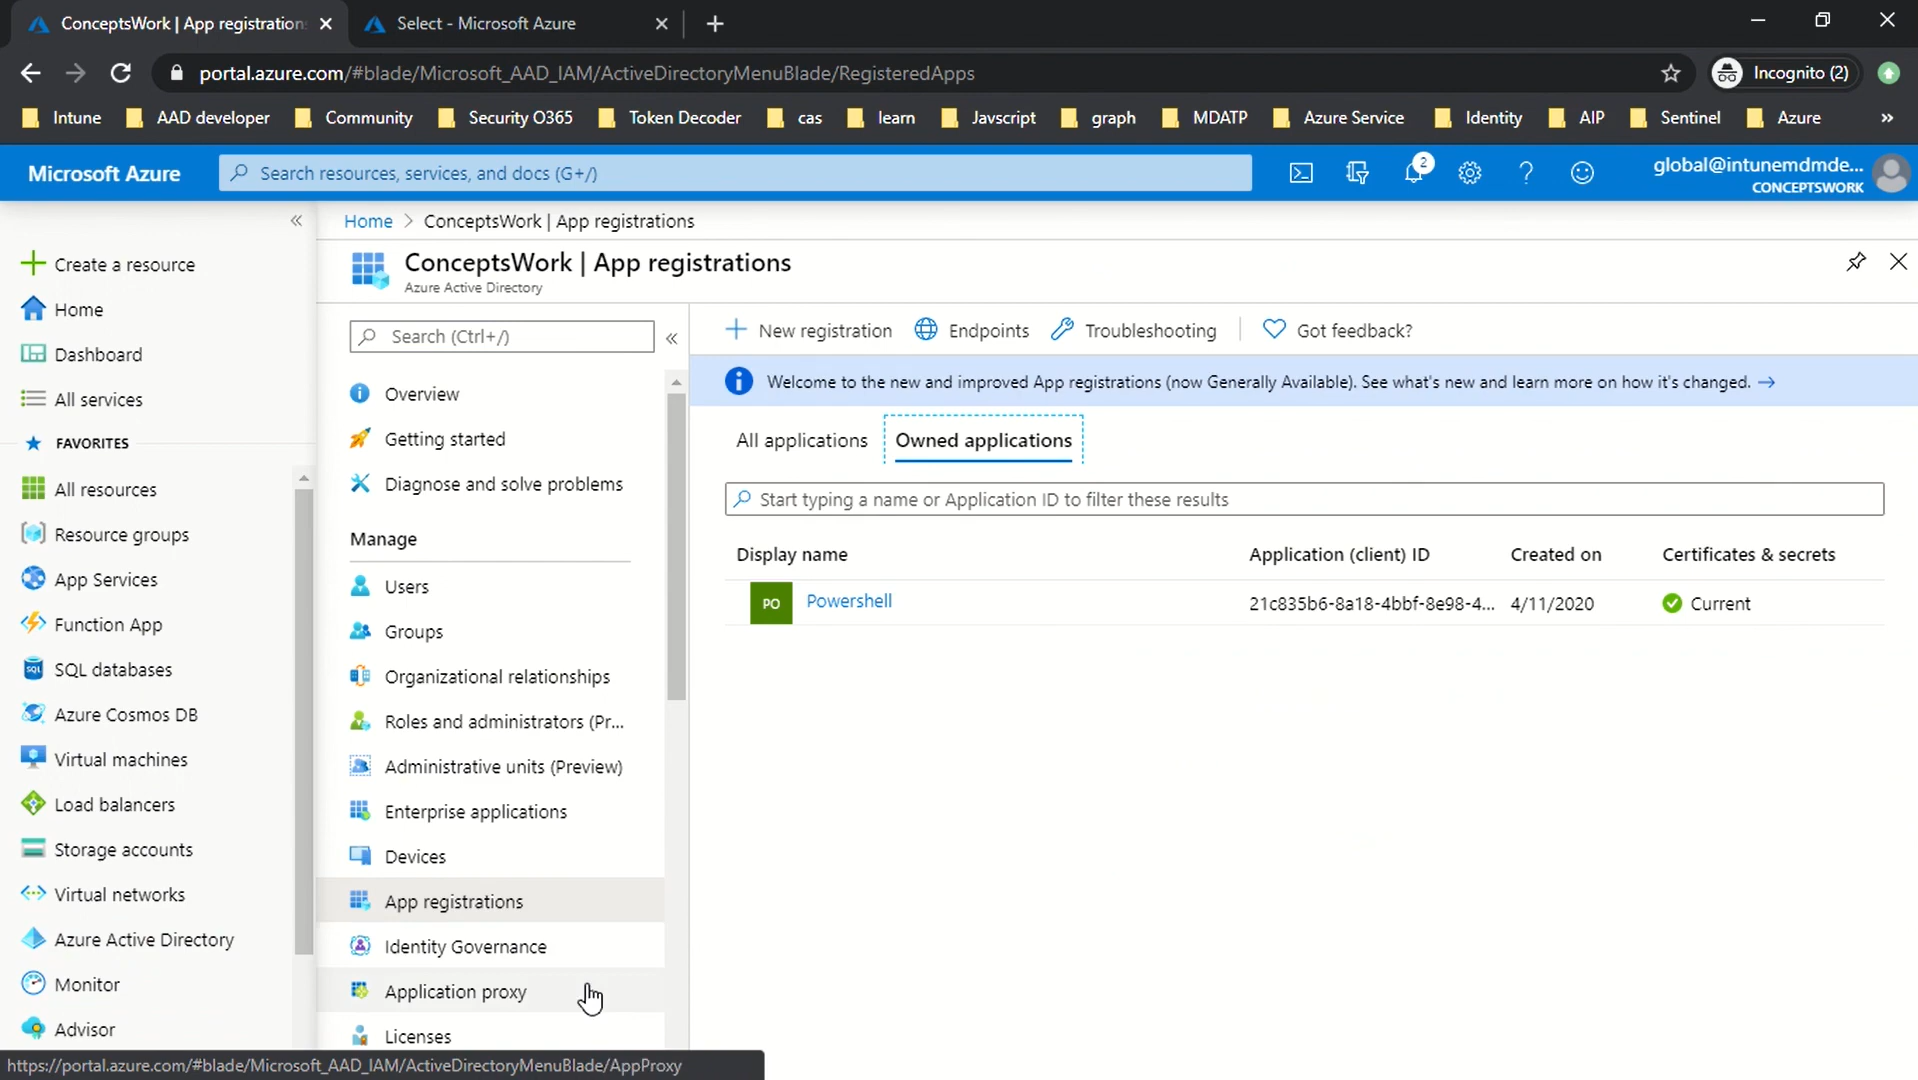 ConceptsWork | App registration
Select - Microsoft Azure
portal.azure.com/#blade/Microsoft_AAD_IAM/ActiveDirectoryMenuBlade/RegisteredApps
Incognito (2)
Intune
AAD developer
Community
Security O365
Token Decoder
cas
learn
Javscript
graph
MDATP
Azure Service
Identity
AIP
Sentinel
Azure
»
Microsoft Azure
Search resources, services, and docs (G+/)
2
global@intunemdmde...
CONCEPTSWORK
Home > ConceptsWork | App registrations
ConceptsWork | App registrations
Azure Active Directory
Create a resource
Home
Dashboard
All services
FAVORITES
All resources
Resource groups
App Services
Function App
SQL databases
Azure Cosmos DB
Virtual machines
Load balancers
Storage accounts
Virtual networks
Azure Active Directory
Monitor
Advisor
Search (Ctrl+/)
Overview
Getting started
Diagnose and solve problems
Manage
Users
Groups
Organizational relationships
Roles and administrators (Pr...
Administrative units (Preview)
Enterprise applications
Devices
App registrations
Identity Governance
Application proxy
Licenses
New registration
Endpoints
Troubleshooting
Got feedback?
Welcome to the new and improved App registrations (now Generally Available). See what's new and learn more on how it's changed. →
All applications
Owned applications
Start typing a name or Application ID to filter these results
Display name
Application (client) ID
Created on
Certificates & secrets
PO
Powershell
21c835b6-8a18-4bbf-8e98-4...
4/11/2020
Current
https://portal.azure.com/#blade/Microsoft_AAD_IAM/ActiveDirectoryMenuBlade/AppProxy